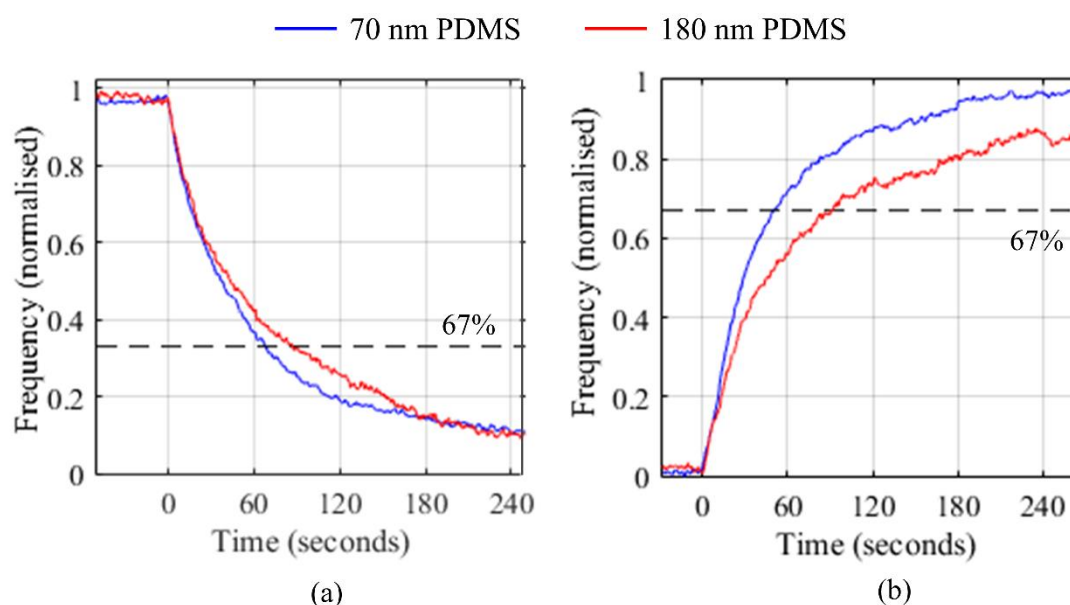 70 nm PDMS 180 nm PDMS
Frequency (normalised)
1
0.8
0.6
0.4
0.2
0
67%
0 60 120 180 240
Time (seconds)
(a)
Frequency (normalised)
1
0.8
0.6
0.4
0.2
0
67%
0 60 120 180 240
Time (seconds)
(b)